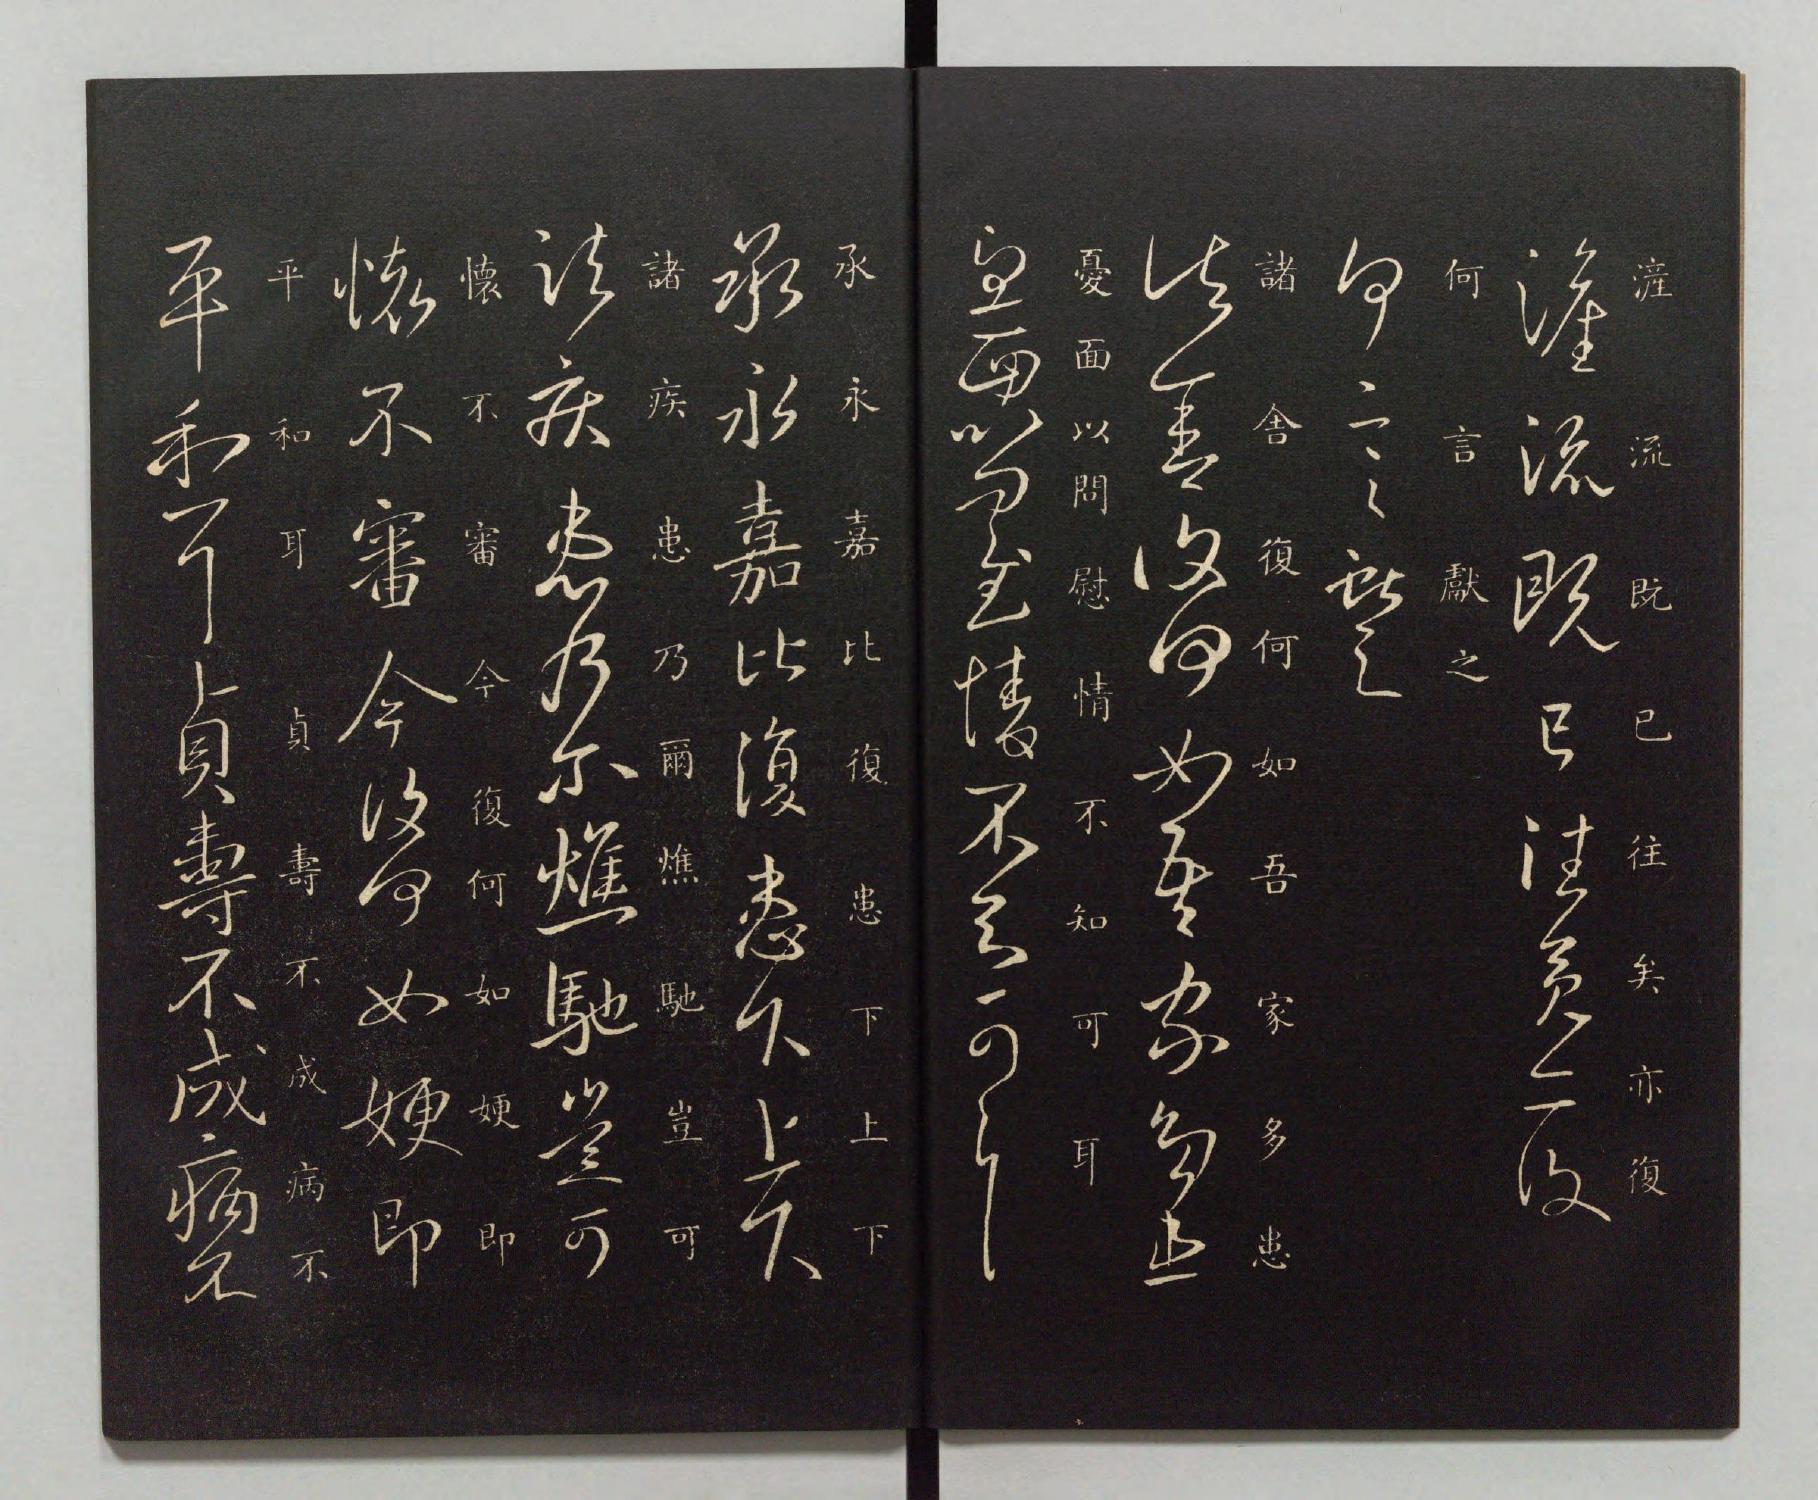 滻流既已往矣亦復
滻流既已往矣亦復
何言獻之
何言獻之
諸舍復何如吾家多患
諸舍復何如吾家多患
憂面以問慰情不知可耳
憂面以問慰情不知可耳
承永嘉比復患下上下
承永嘉比復患下上下
諸疾患乃爾燋馳豈可
諸疾患乃爾燋馳豈可
懷不審今復何如㛹即
懷不審今復何如㛹即
平和耳貞壽不成病不
平和耳貞壽不成病不